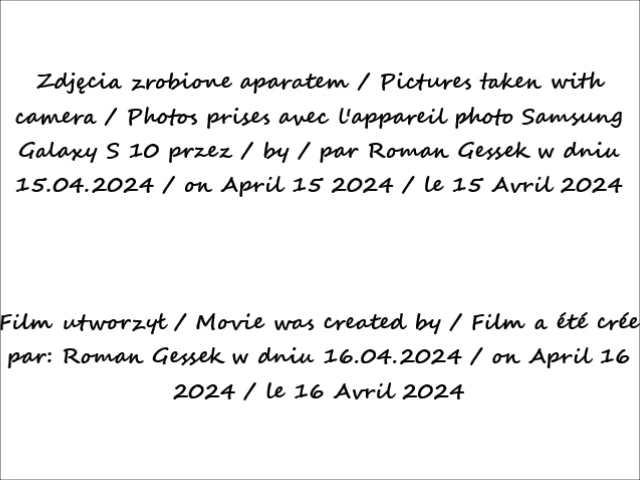 Zdjęcia zrobione aparatem / Pictures taken with
camera / Photos prises avec l'appareil photo Samsung
Galaxy S 10 przez / by / par Roman Gessek w dniu
15.04.2024 / on April 15 2024 / le 15 Avril 2024
Film utworzył / Movie was created by / Film a été crée
par: Roman Gessek w dniu 16.04.2024 / on April 16
2024 / le 16 Avril 2024